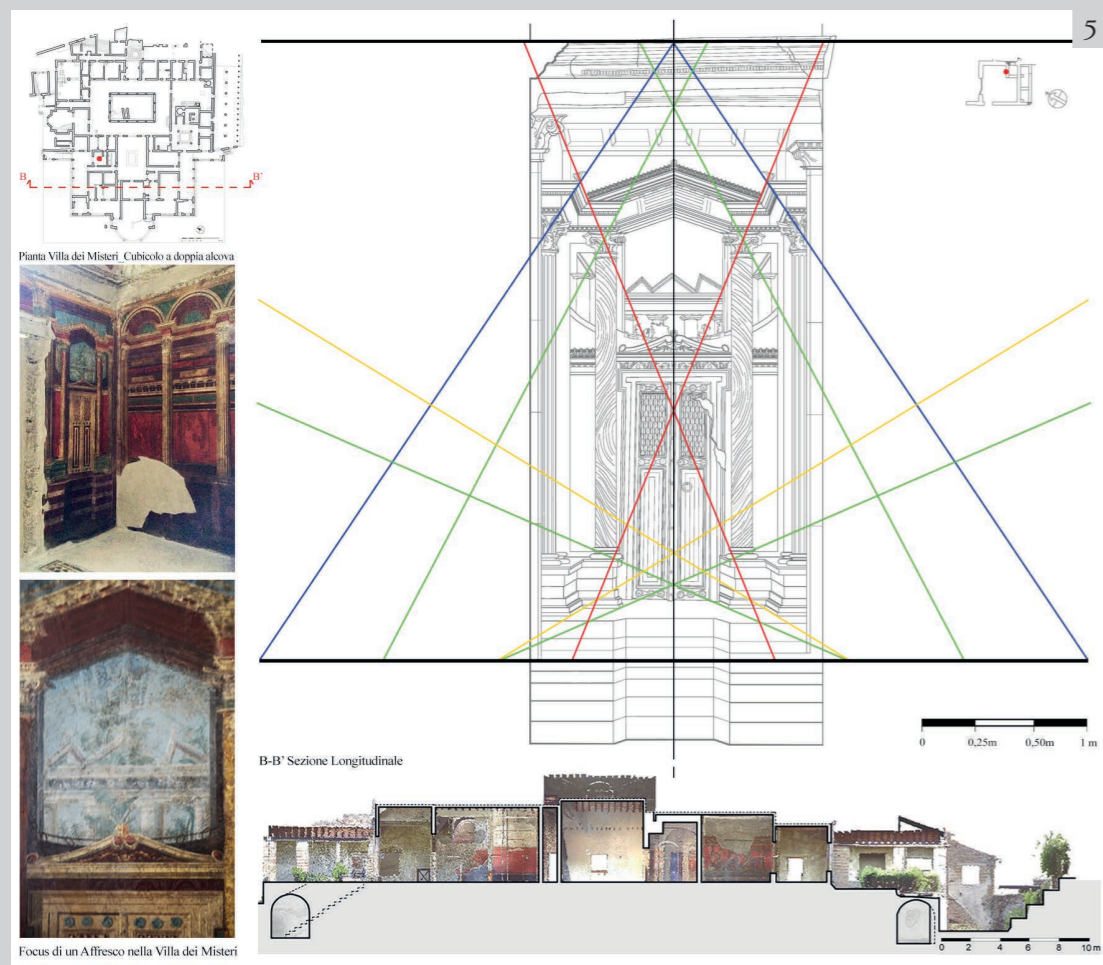 5
B
B'
Pianta Villa dei Misteri_Cubicolo a doppia alcova
Focus di un Affresco nella Villa dei Misteri
0 0,25m 0,50m 1 m
B-B' Sezione Longitudinale
0 2 4 6 8 10 m